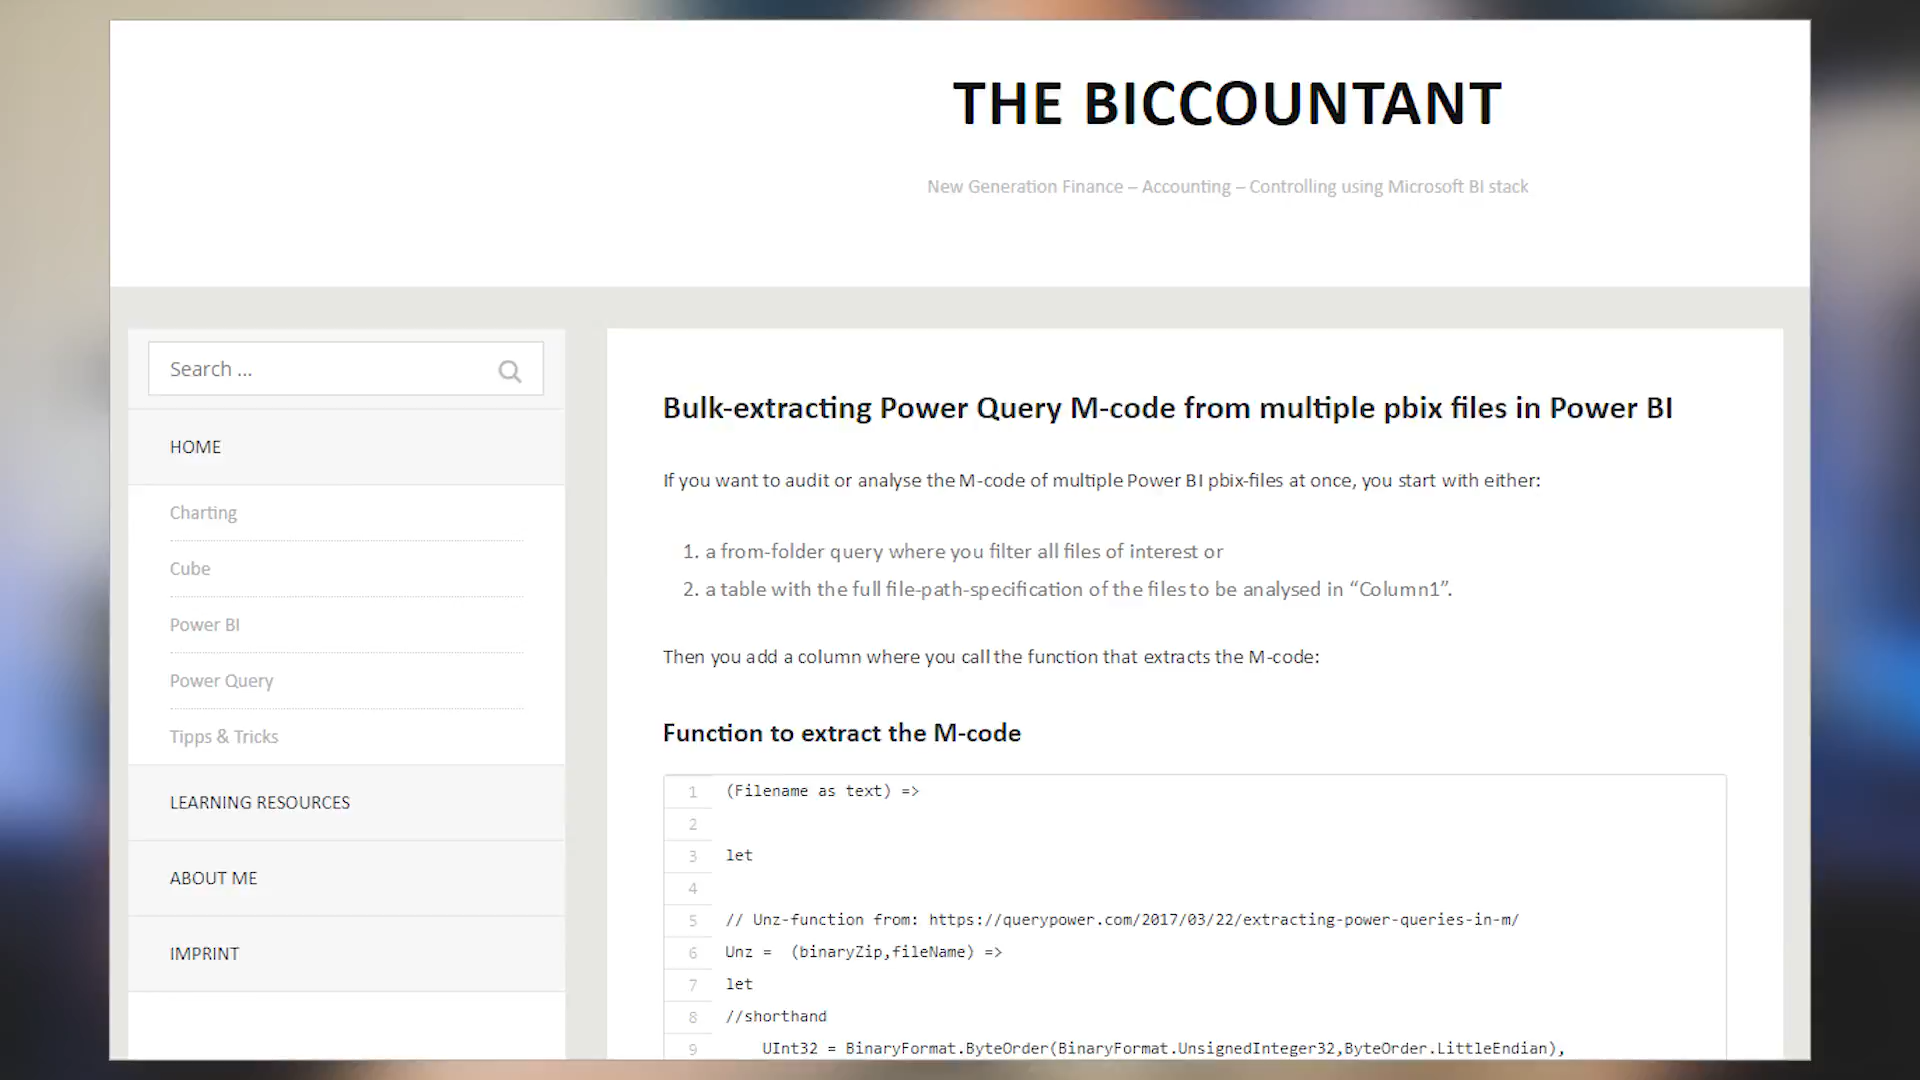 THE BICCOUNTANT
New Generation Finance – Accounting – Controlling using Microsoft BI stack
Search ...
HOME
Charting
Cube
Power BI
Power Query
Tipps & Tricks
LEARNING RESOURCES
ABOUT ME
IMPRINT
Bulk-extracting Power Query M-code from multiple pbix files in Power BI
If you want to audit or analyse the M-code of multiple Power BI pbix-files at once, you start with either:
1. a from-folder query where you filter all files of interest or
2. a table with the full file-path-specification of the files to be analysed in “Column1”.
Then you add a column where you call the function that extracts the M-code:
Function to extract the M-code
1 (Filename as text) =>
2
3 let
4
5 // Unz-function from: https://querypower.com/2017/03/22/extracting-power-queries-in-m/
6 Unz =  (binaryZip,fileName) =>
7 let
8 //shorthand
9     UInt32 = BinaryFormat.ByteOrder(BinaryFormat.UnsignedInteger32,ByteOrder.LittleEndian),